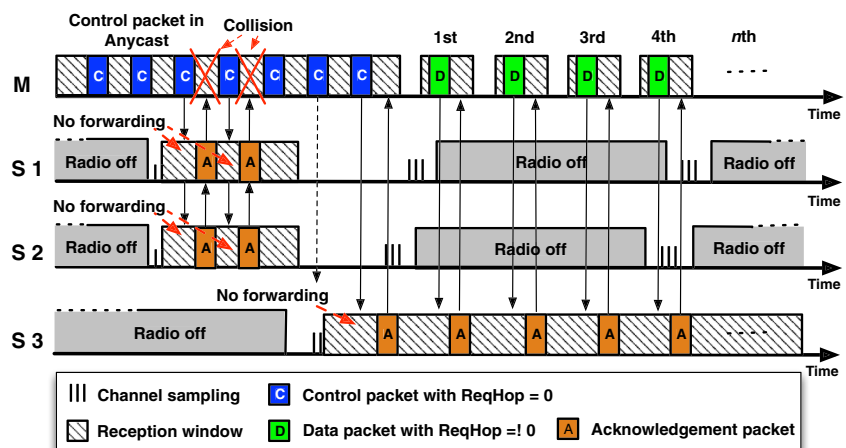 Control packet in
Anycast
Collision
1st
2nd
3rd
4th
nth
M
C C C C C C C
D D D D
Time
No forwarding
S 1
Radio off
A A
Radio off
Radio off
Time
No forwarding
S 2
Radio off
A A
Radio off
Radio off
Time
No forwarding
S 3
Radio off
A A A A A
Time
Channel sampling
C
Control packet with ReqHop = 0
Reception window
D
Data packet with ReqHop =! 0
A
Acknowledgement packet